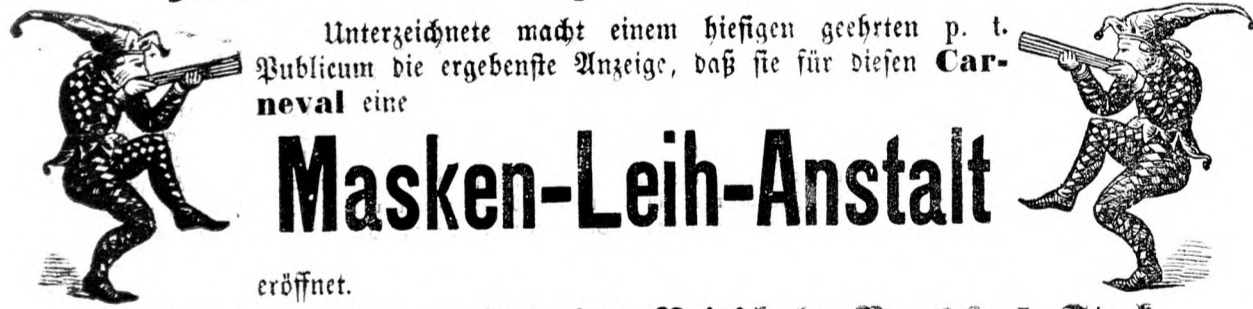 Unterzeichnete macht einem hiesigen geehrten p. t.
Publicum die ergebenste Anzeige, daß sie für diesen Car-
neval eine
Masken-Leih-Anstalt
eröffnet.